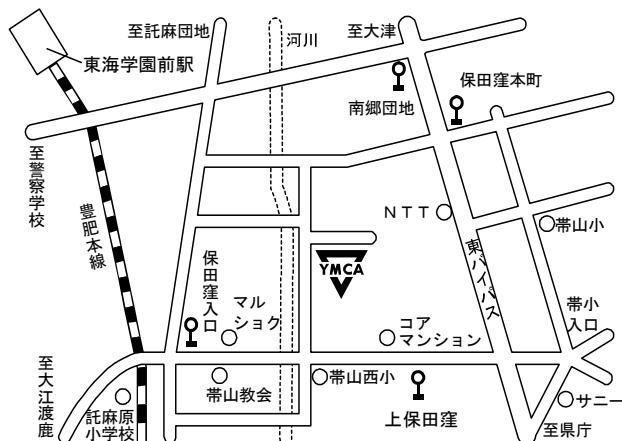 至託麻団地
河川
至大津
東海学園前駅
保田窪本町
南郷団地
至警察学校
豊肥本線
NTT
帯山小
東バイパス
YMCA
保田窪入口
マル
ショク
コア
マンション
帯小
入口
至大江渡鹿
帯山教会
帯山西小
託麻原
小学校
上保田窪
サニー
至県庁